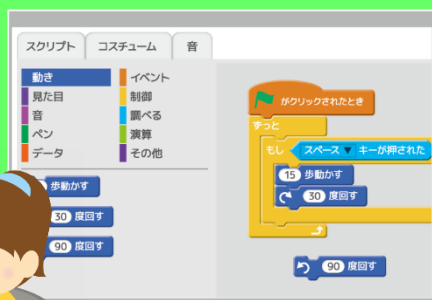 スクリプト コスチューム 音
動き イベント
見た目 制御
音 調べる
ペン 演算
データ その他
歩動かす
30 度回す
90 度回す
がクリックされたとき
ずっと
もし スペース ▼ キーが押された
15 歩動かす
30 度回す
90 度回す